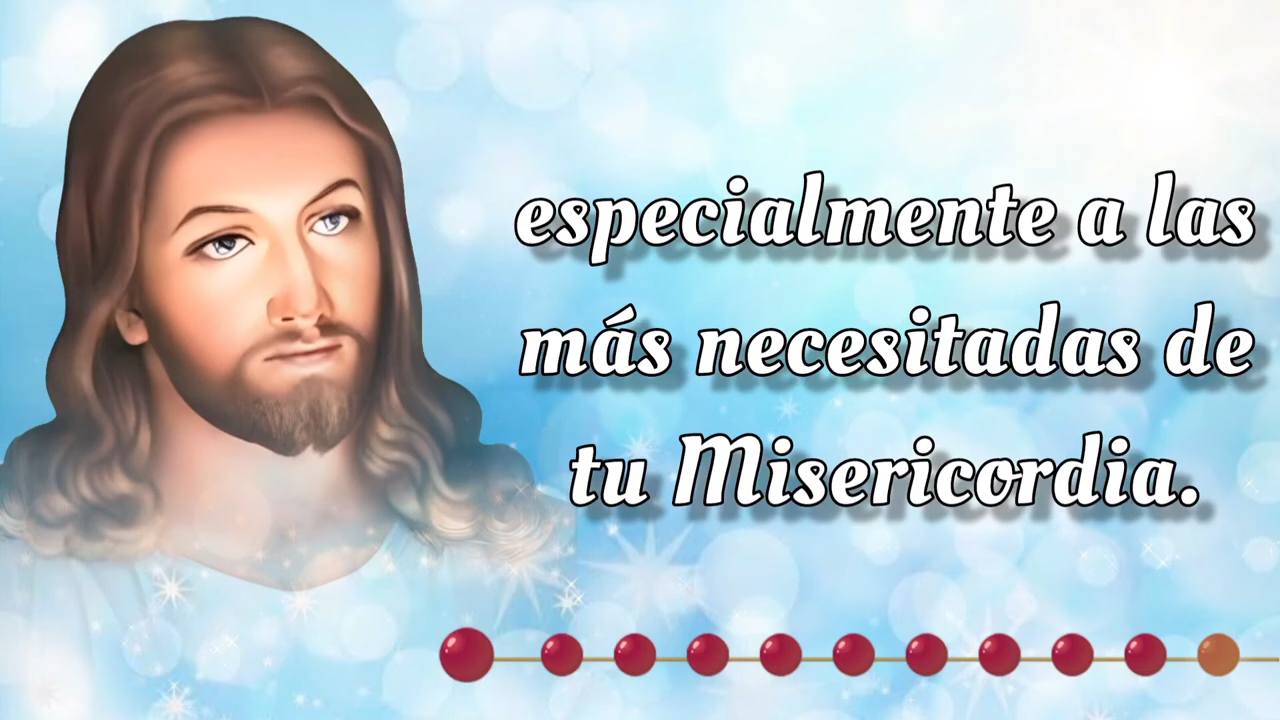 especialmente a las
más necesitadas de
tu Misericordia.